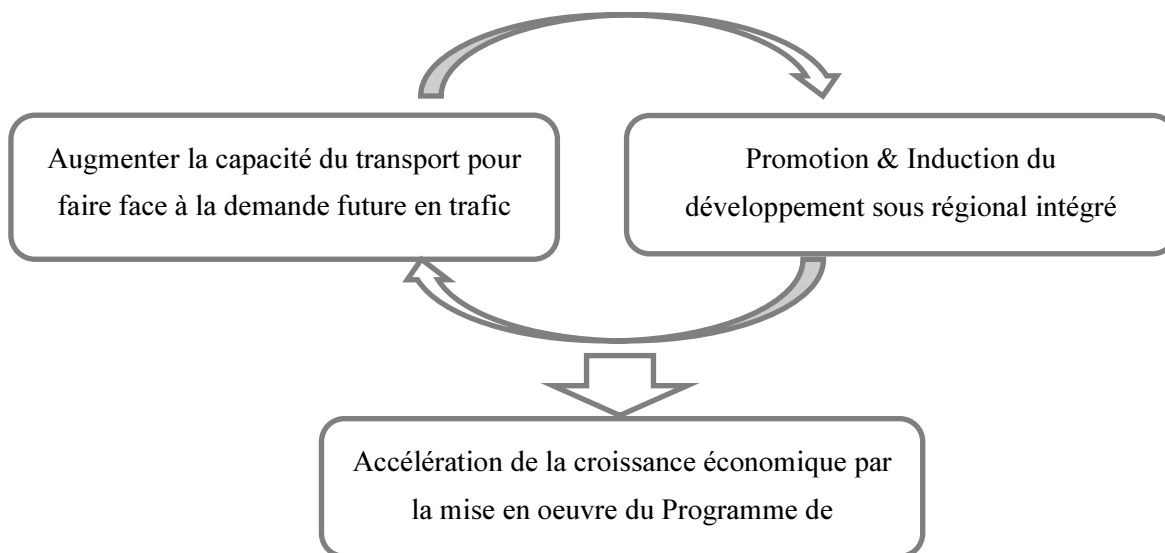 Augmenter la capacité du transport pour
faire face à la demande future en trafic
Promotion & Induction du
développement sous régional intégré
Accélération de la croissance économique par
la mise en oeuvre du Programme de